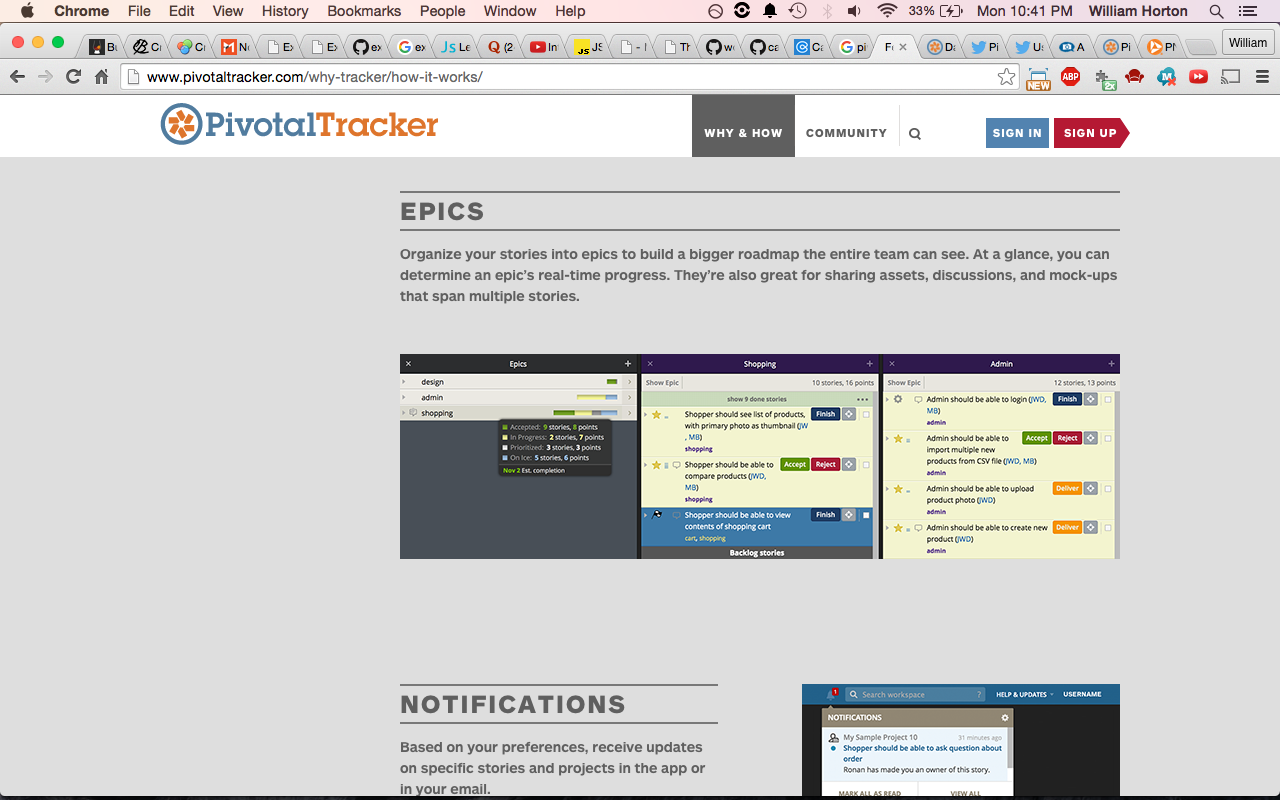 Chrome File Edit View History Bookmarks People Window Help 33% Mon 10:41 PM William Horton
William
www.pivotaltracker.com/why-tracker/how-it-works/
NEW ABP 2x
PivotalTracker WHY & HOW COMMUNITY SIGN IN SIGN UP
EPICS
Organize your stories into epics to build a bigger roadmap the entire team can see. At a glance, you can
determine an epic's real-time progress. They're also great for sharing assets, discussions, and mock-ups
that span multiple stories.
Epics
design
admin
shopping
Accepted: 9 stories, 8 points
In Progress: 2 stories, 7 points
Prioritized: 3 stories, 3 points
On Ice: 5 stories, 6 points
Nov 2 Est. completion
Shopping
Show Epic 10 stories, 16 points
show 9 done stories
Shopper should see list of products, Finish
with primary photo as thumbnail (JW
, MB)
shopping
Shopper should be able to Accept Reject
compare products (JWD,
MB)
shopping
Shopper should be able to view Finish
contents of shopping cart
cart, shopping
Backlog stories
Admin
Show Epic 12 stories, 13 points
Admin should be able to login (JWD, Finish
MB)
admin
Admin should be able to Accept Reject
import multiple new
products from CSV file (JWD, MB)
admin
Admin should be able to upload Deliver
product photo (JWD)
admin
Admin should be able to create new Deliver
product (JWD)
admin
NOTIFICATIONS
Based on your preferences, receive updates
on specific stories and projects in the app or
in your email.
1 Search workspace ? HELP & UPDATES USERNAME
NOTIFICATIONS
My Sample Project 10 31 minutes ago
Shopper should be able to ask question about
order
Ronan has made you an owner of this story.
MARK ALL AS READ VIEW ALL